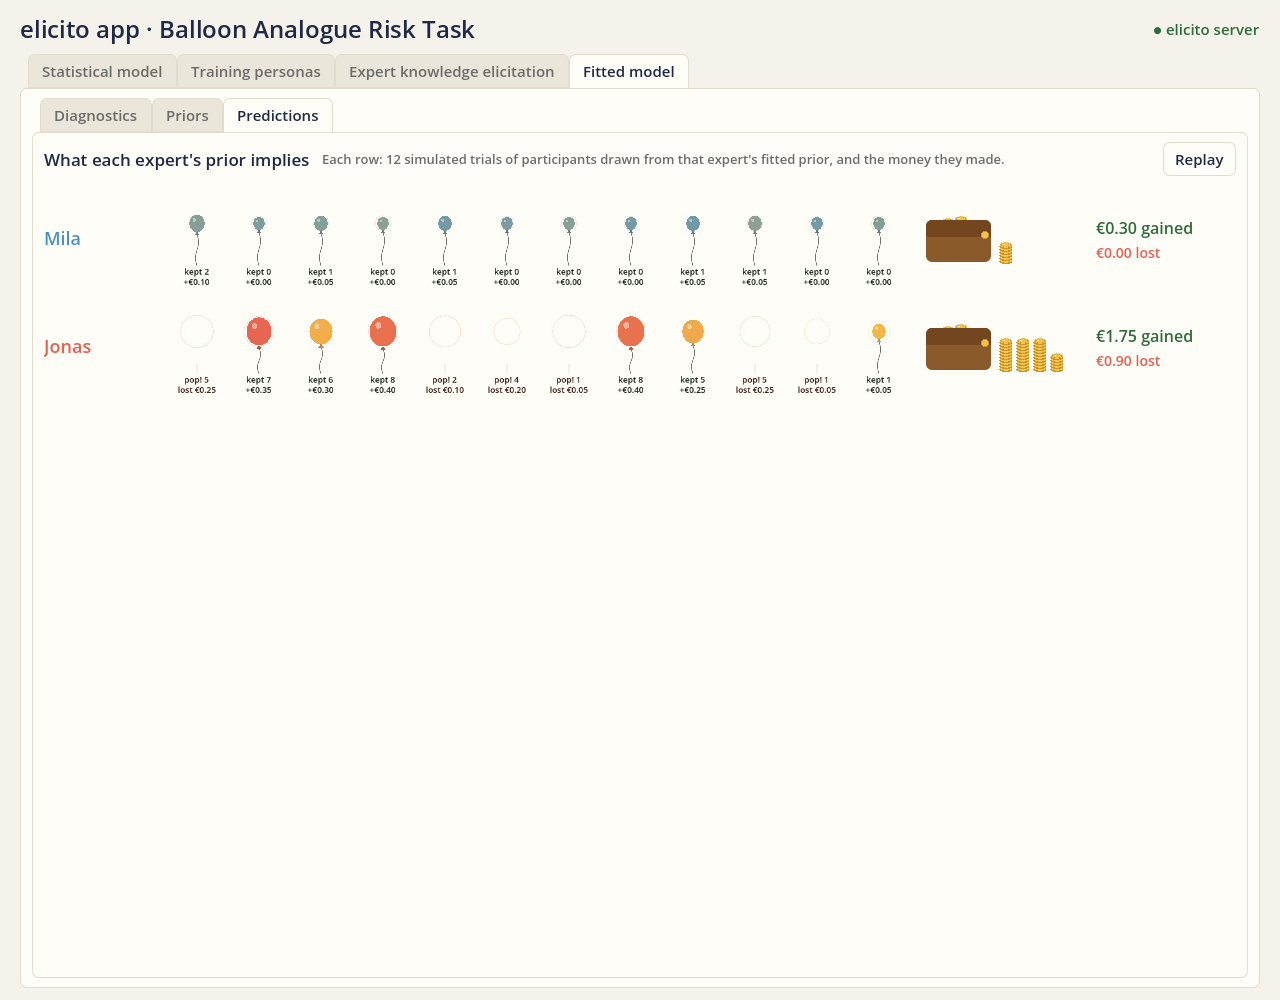 elicito app · Balloon Analogue Risk Task
● elicito server
Statistical model Training personas Expert knowledge elicitation Fitted model
Diagnostics Priors Predictions
What each expert's prior implies Each row: 12 simulated trials of participants drawn from that expert's fitted prior, and the money they made. Replay
Mila
kept 2 kept 0 kept 1 kept 0 kept 1 kept 0 kept 0 kept 0 kept 1 kept 1 kept 0 kept 0
+€0.10 +€0.00 +€0.05 +€0.00 +€0.05 +€0.00 +€0.00 +€0.00 +€0.05 +€0.05 +€0.00 +€0.00
€0.30 gained
€0.00 lost
Jonas
pop! 5 kept 7 kept 6 kept 8 pop! 2 pop! 4 pop! 1 kept 8 kept 5 pop! 5 pop! 1 kept 1
lost €0.25 +€0.35 +€0.30 +€0.40 lost €0.10 lost €0.20 lost €0.05 +€0.40 +€0.25 lost €0.25 lost €0.05 +€0.05
€1.75 gained
€0.90 lost